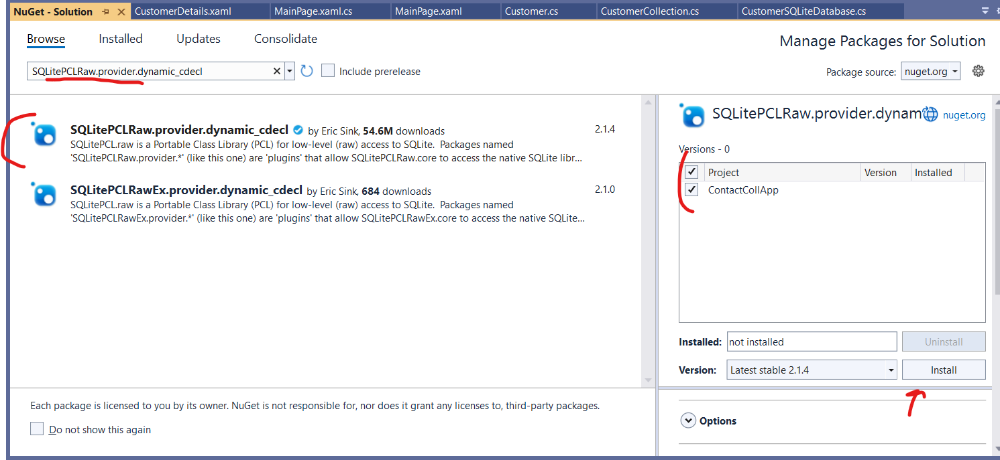 NuGet - Solution CustomerDetails.xaml MainPage.xaml.cs MainPage.xaml Customer.cs CustomerCollection.cs CustomerSQLiteDatabase.cs
Browse Installed Updates Consolidate
Manage Packages for Solution
SQLitePCLRaw.provider.dynamic_cdecl
Include prerelease
Package source: nuget.org
SQLitePCLRaw.provider.dynamic_cdecl by Eric Sink, 54.6M downloads 2.1.4
SQLitePCL.raw is a Portable Class Library (PCL) for low-level (raw) access to SQLite. Packages named
'SQLitePCLRaw.provider.*' (like this one) are 'plugins' that allow SQLitePCLRaw.core to access the native SQLite libr...
SQLitePCLRawEx.provider.dynamic_cdecl by Eric Sink, 684 downloads 2.1.0
SQLitePCL.raw is a Portable Class Library (PCL) for low-level (raw) access to SQLite. Packages named
'SQLitePCLRawEx.provider.*' (like this one) are 'plugins' that allow SQLitePCLRawEx.core to access the native SQLite...
Each package is licensed to you by its owner. NuGet is not responsible for, nor does it grant any licenses to, third-party packages.
Do not show this again
SQLitePCLRaw.provider.dynam nuget.org
Versions - 0
Project Version Installed
ContactCollApp
Installed: not installed Uninstall
Version: Latest stable 2.1.4 Install
Options